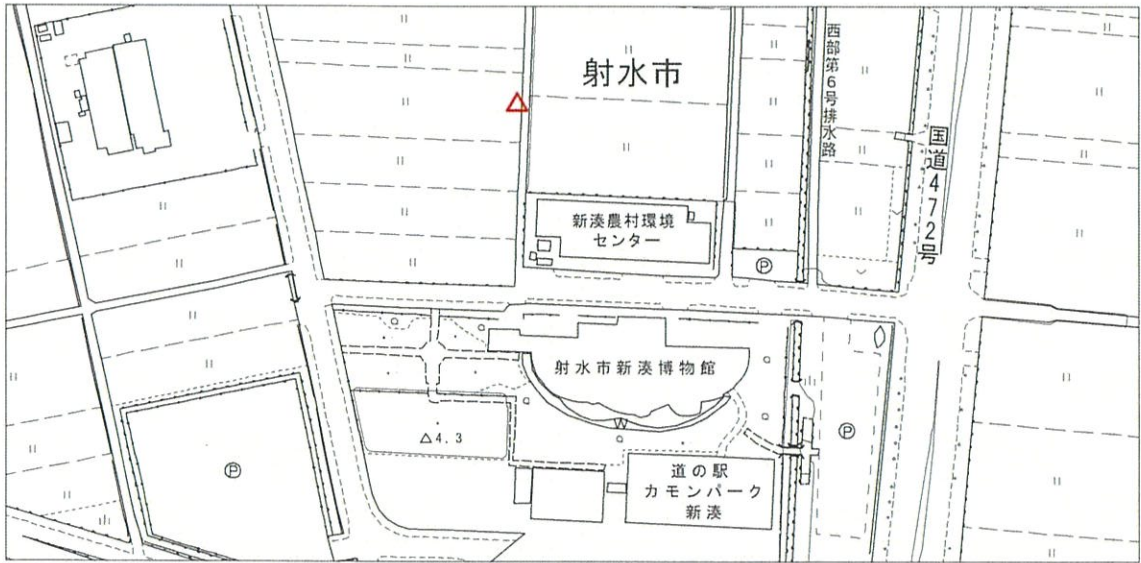 射水市
西部第6号排水路
国道472号
新湊農村環境
センター
P
射水市新湊博物館
W
△4.3
P
P
道の駅
カモンパーク
新湊